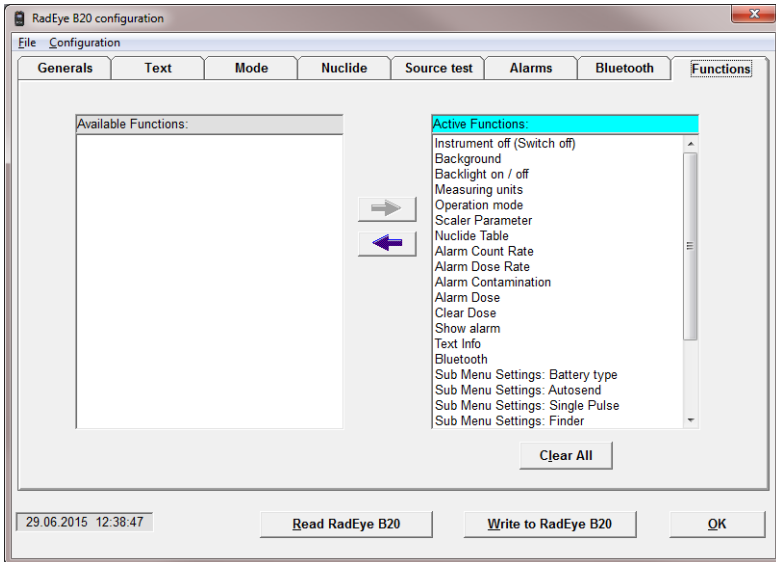 RadEye B20 configuration
File Configuration
Generals Text Mode Nuclide Source test Alarms Bluetooth Functions
Available Functions:
Active Functions:
Instrument off (Switch off)
Background
Backlight on / off
Measuring units
Operation mode
Scaler Parameter
Nuclide Table
Alarm Count Rate
Alarm Dose Rate
Alarm Contamination
Alarm Dose
Clear Dose
Show alarm
Text Info
Bluetooth
Sub Menu Settings: Battery type
Sub Menu Settings: Autosend
Sub Menu Settings: Single Pulse
Sub Menu Settings: Finder
Clear All
29.06.2015 12:38:47 Read RadEye B20 Write to RadEye B20 OK